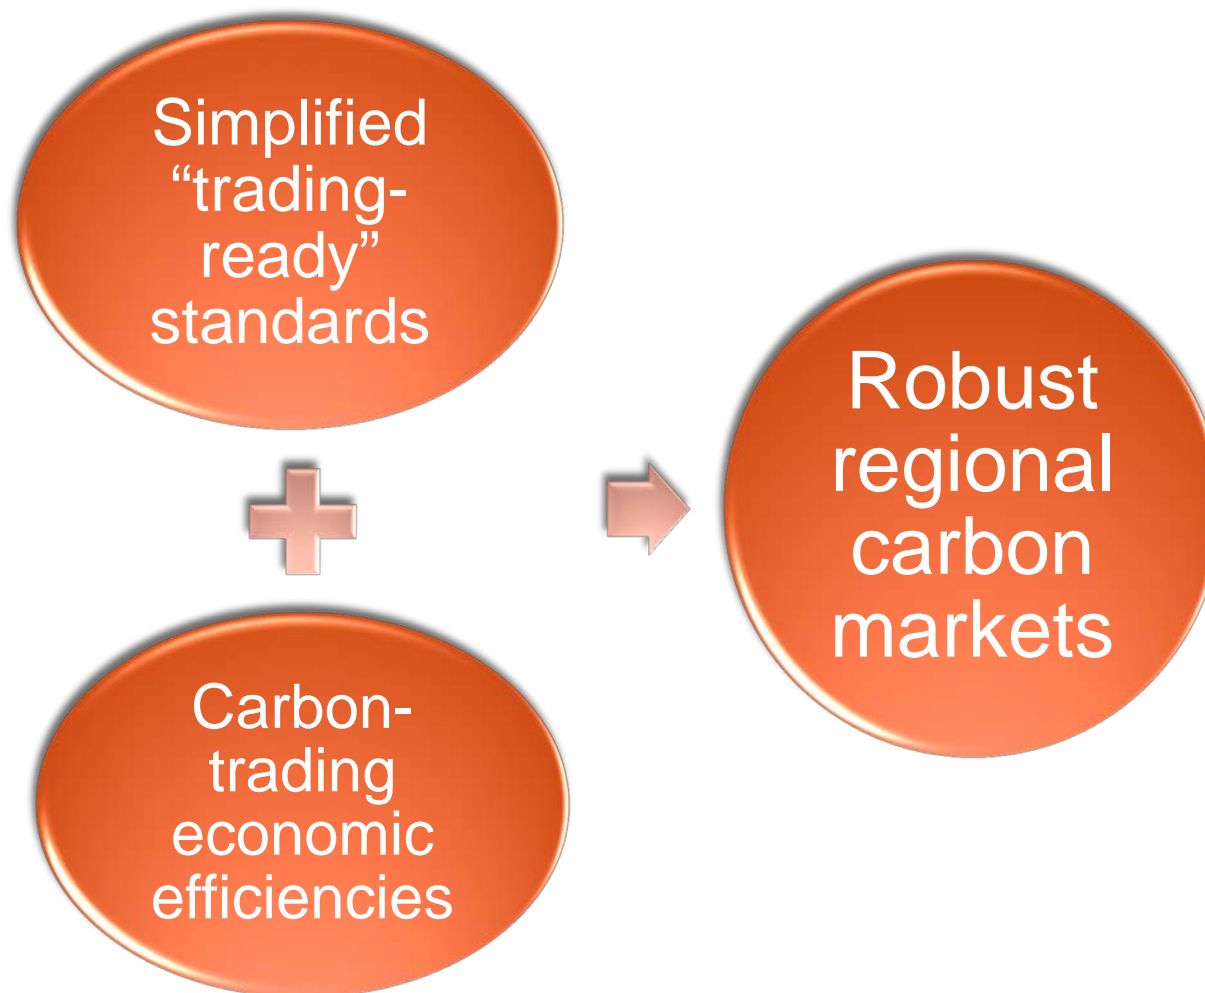 Simplified
“trading-
ready”
standards
Carbon-
trading
economic
efficiencies
Robust
regional
carbon
markets